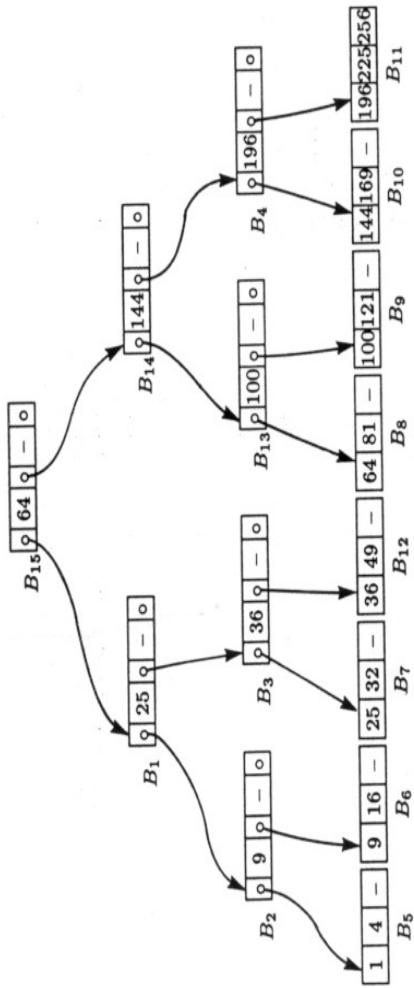 64 –
B15
25 –
B1
144 –
B14
9 –
B2
36 –
B3
100 –
B13
196 –
B4
1 4 –
B5
9 16 –
B6
25 32 –
B7
36 49 –
B12
64 81 –
B8
100 121 –
B9
144 169 –
B10
196 225 256
B11